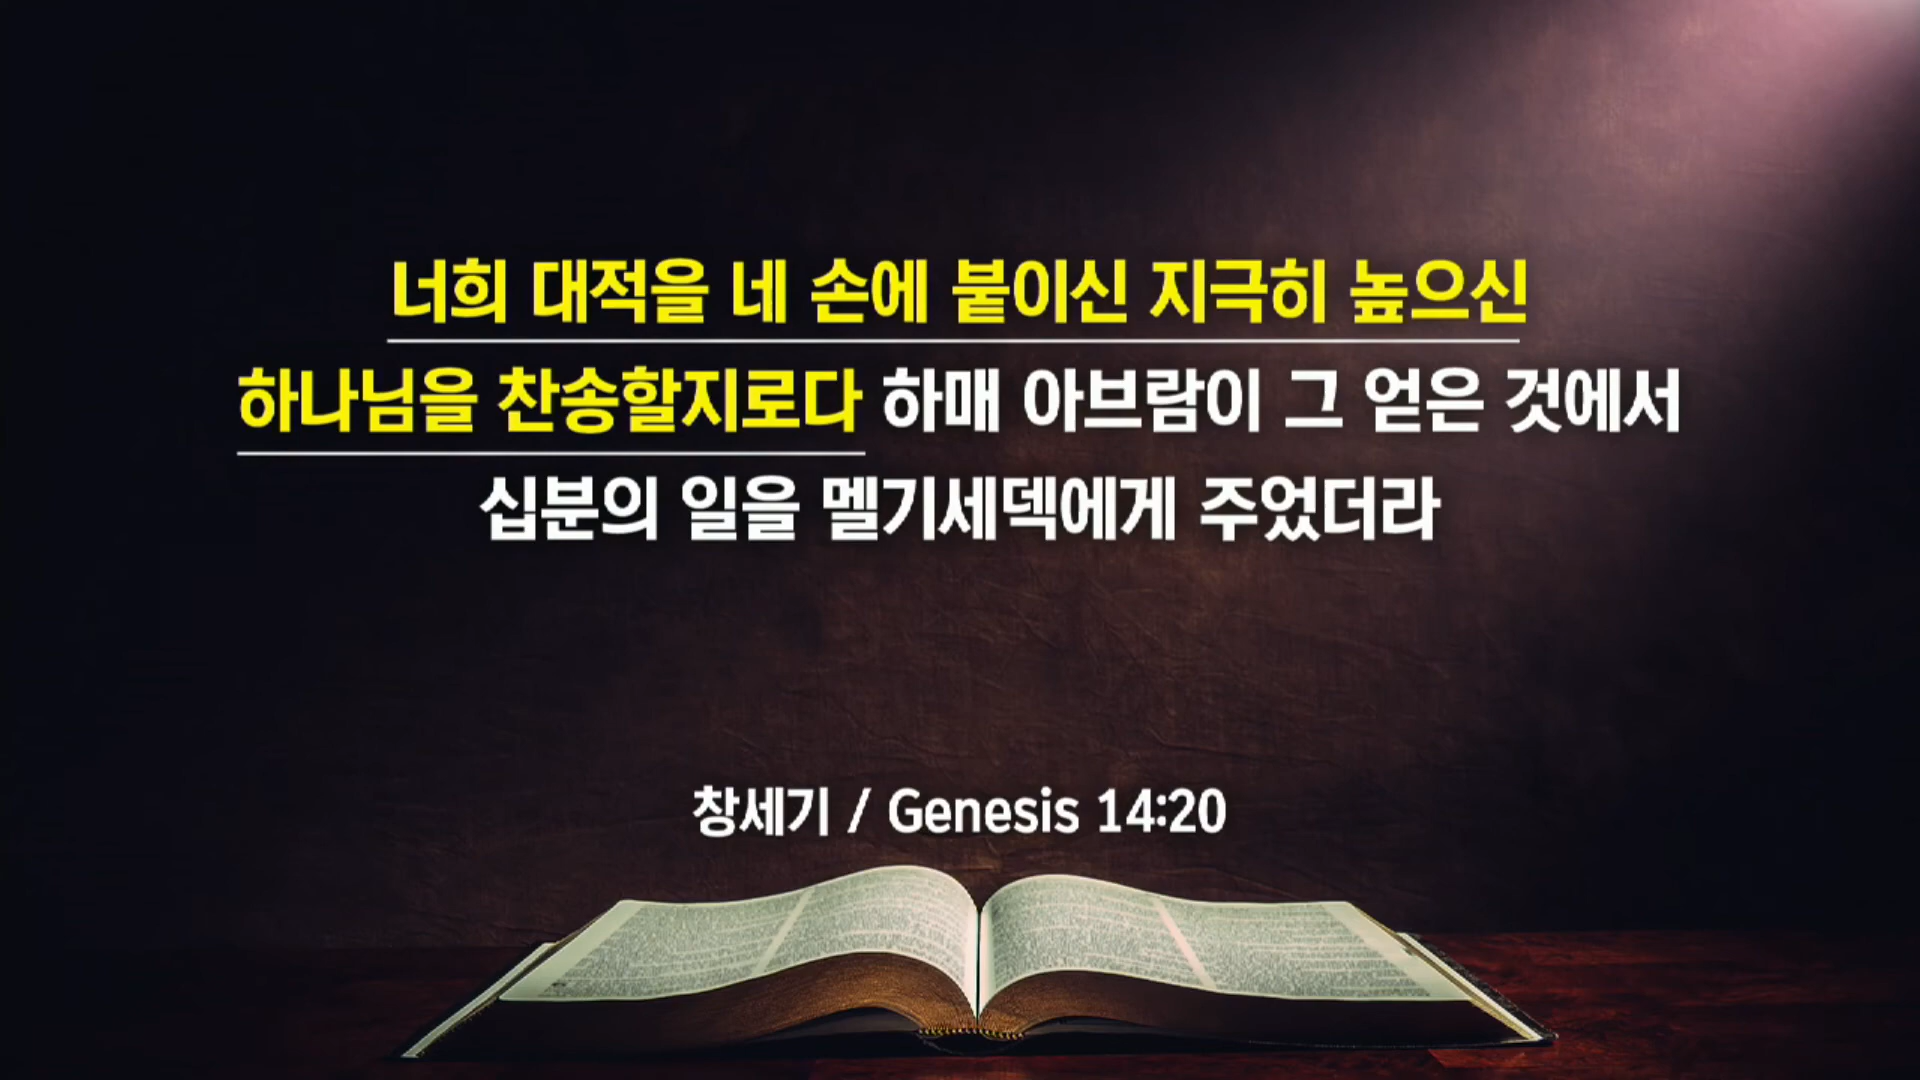 너희 대적을 네 손에 붙이신 지극히 높으신
하나님을 찬송할지로다 하매 아브람이 그 얻은 것에서
십분의 일을 멜기세덱에게 주었더라
창세기 / Genesis 14:20